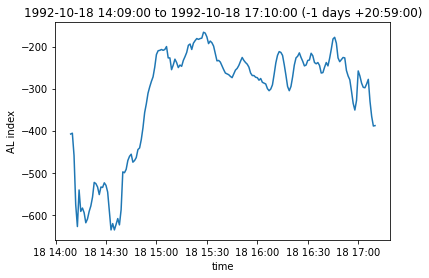 1992-10-18 14:09:00 to 1992-10-18 17:10:00 (-1 days +20:59:00)
−200
−300
−400
−500
−600
AL index
18 14:00 18 14:30 18 15:00 18 15:30 18 16:00 18 16:30 18 17:00
time